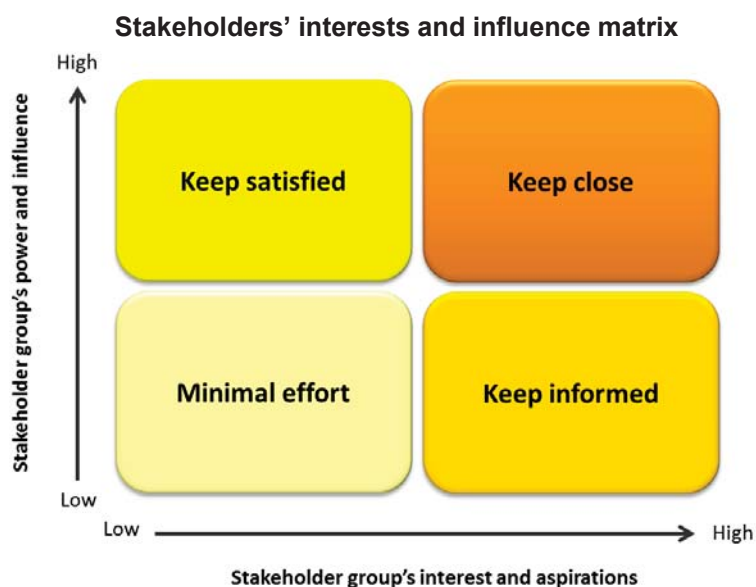 Stakeholders’ interests and influence matrix
High
Stakeholder group's power and influence
Keep satisfied
Keep close
Minimal effort
Keep informed
Low
Low
High
Stakeholder group's interest and aspirations